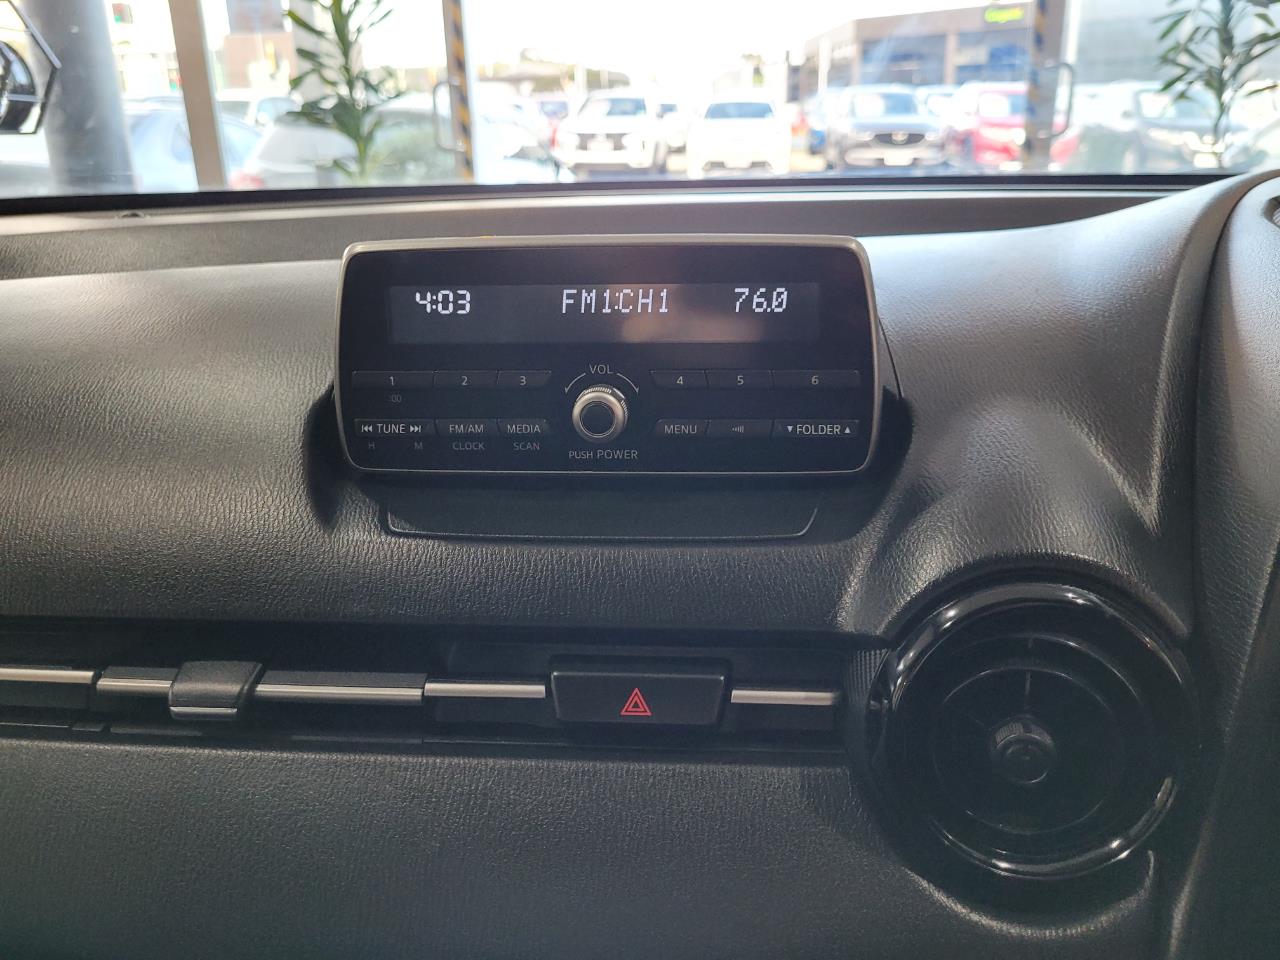 4:03 FM1:CH1 76.0
VOL
1 2 3 4 5 6
:00
⏮ TUNE ⏭ FM/AM MEDIA MENU ▼ FOLDER ▲
H M CLOCK SCAN
PUSH POWER